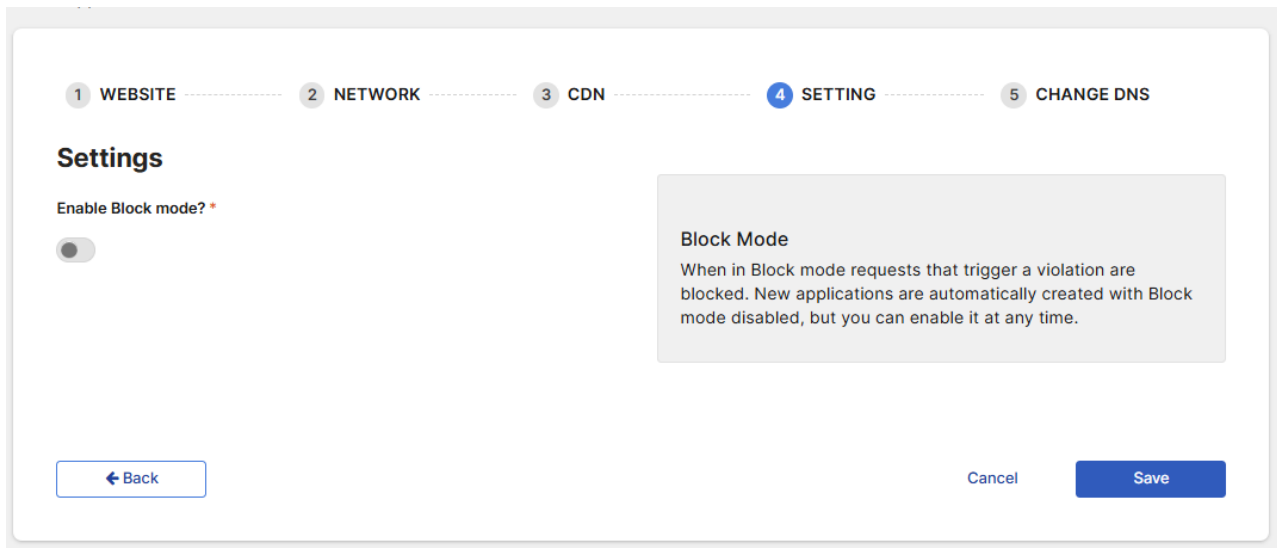 1 WEBSITE 2 NETWORK 3 CDN 4 SETTING 5 CHANGE DNS
Settings
Enable Block mode? *
Block Mode
When in Block mode requests that trigger a violation are
blocked. New applications are automatically created with Block
mode disabled, but you can enable it at any time.
Back
Cancel
Save